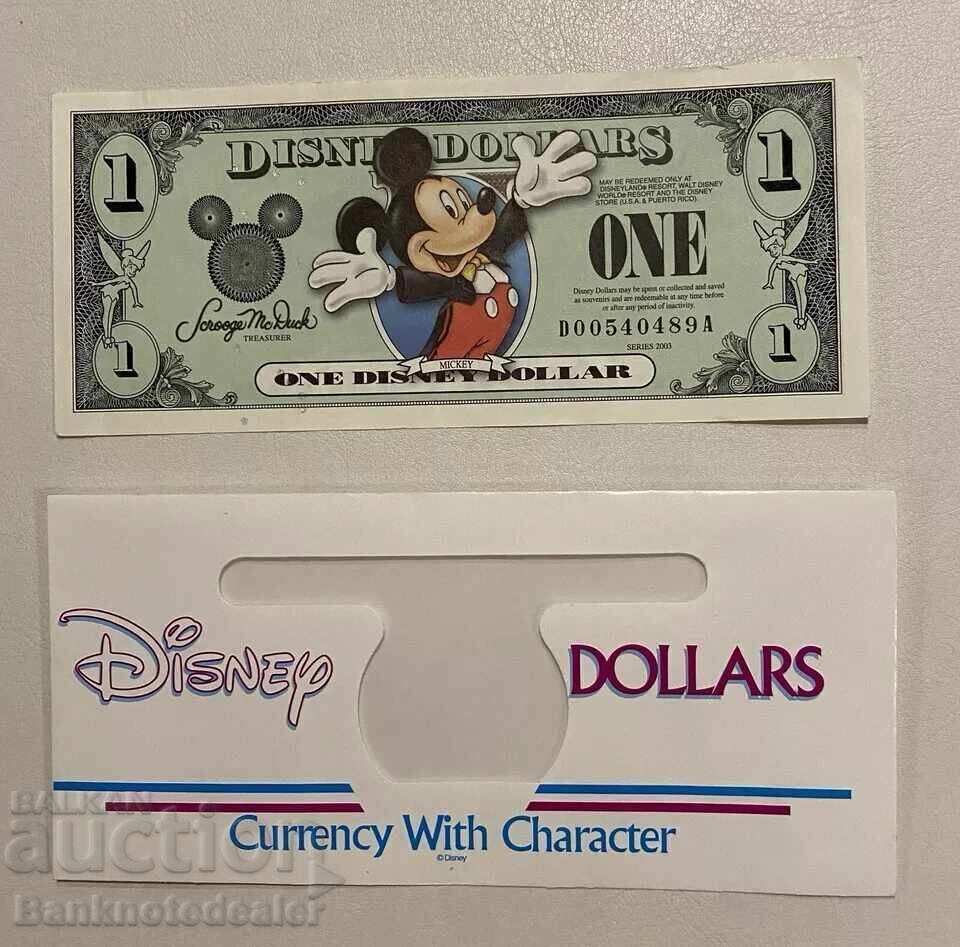 1
DISNEY DOLLARS
1
MAY BE REDEEMED ONLY AT
DISNEYLAND® RESORT, WALT DISNEY
WORLD® RESORT AND THE DISNEY
STORE (U.S.A. & PUERTO RICO).
ONE
Disney Dollars may be spent or collected and saved
as souvenirs and are redeemable at any time before
or after any period of inactivity.
D00540489A
SERIES 2003
Scrooge McDuck
TREASURER
1
MICKEY
ONE DISNEY DOLLAR
1
Disney DOLLARS
Currency With Character
©Disney
BALKAN
auction
Banknotedealer